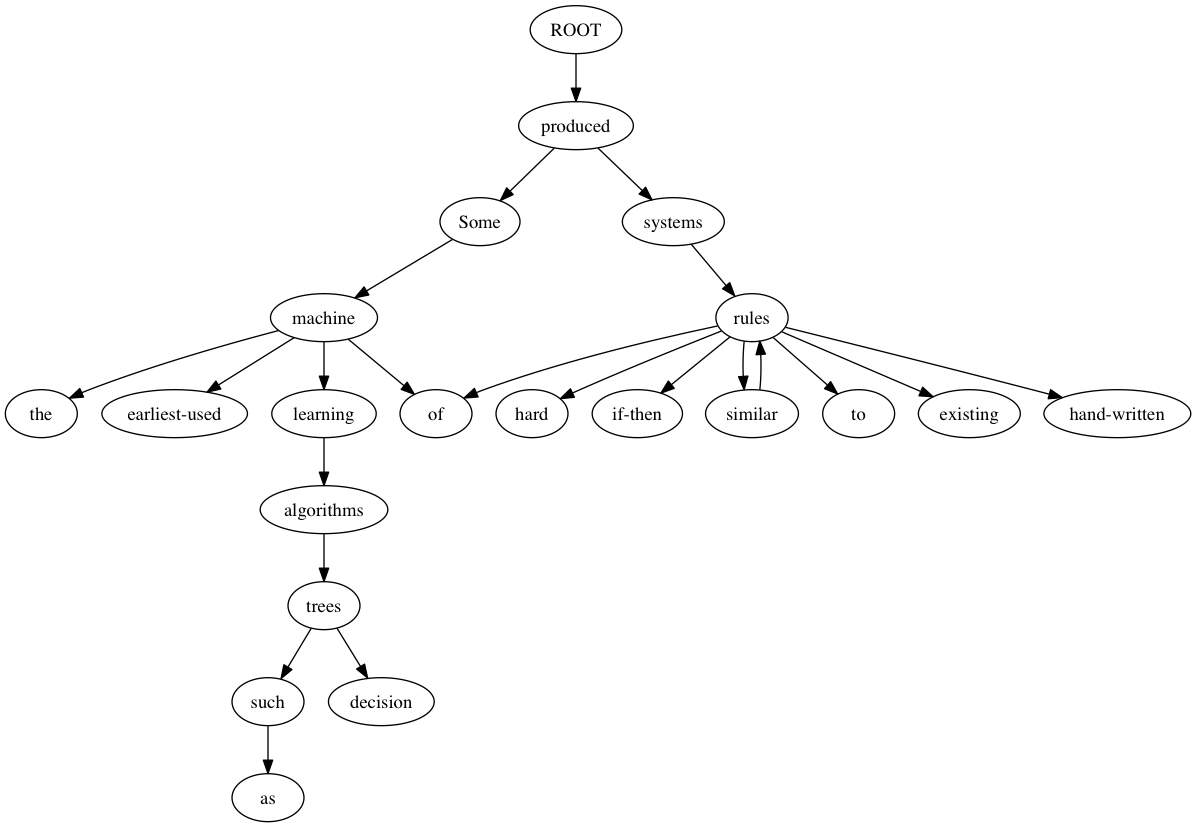 ROOT
produced
Some systems
machine rules
the earliest-used learning of hard if-then similar to existing hand-written
algorithms
trees
such decision
as